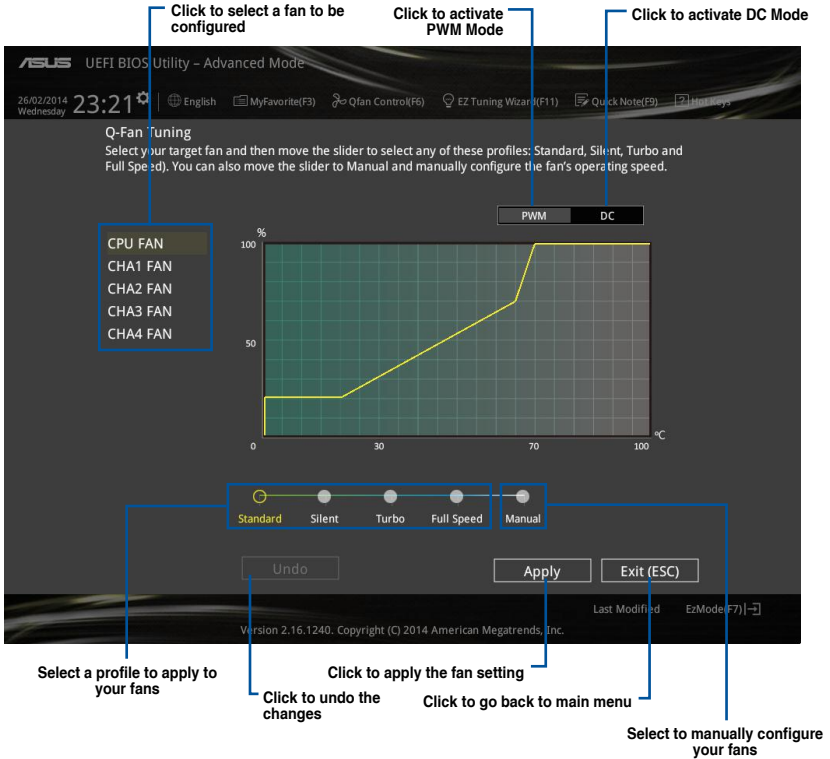 Click to select a fan to be
configured
Click to activate
PWM Mode
Click to activate DC Mode
ASUS UEFI BIOS Utility – Advanced Mode
26/02/2014
Wednesday
23:21
English
MyFavorite(F3)
Qfan Control(F6)
EZ Tuning Wizard(F11)
Quick Note(F9)
? Hot Keys
Q-Fan Tuning
Select your target fan and then move the slider to select any of these profiles: Standard, Silent, Turbo and
Full Speed). You can also move the slider to Manual and manually configure the fan's operating speed.
PWM
DC
CPU FAN
CHA1 FAN
CHA2 FAN
CHA3 FAN
CHA4 FAN
%
100
50
0
30
70
100
ºC
Standard
Silent
Turbo
Full Speed
Manual
Undo
Apply
Exit (ESC)
Last Modified
EzMode(F7)
Version 2.16.1240. Copyright (C) 2014 American Megatrends, Inc.
Select a profile to apply to
your fans
Click to undo the
changes
Click to apply the fan setting
Click to go back to main menu
Select to manually configure
your fans